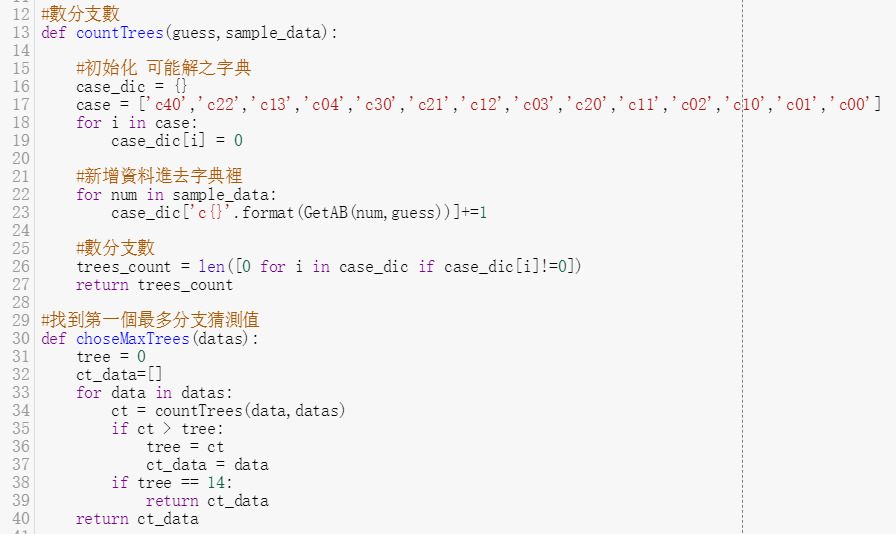 12 #數分支數
13 def countTrees(guess,sample_data):
14
15     #初始化 可能解之字典
16     case_dic = {}
17     case = ['c40','c22','c13','c04','c30','c21','c12','c03','c20','c11','c02','c10','c01','c00']
18     for i in case:
19         case_dic[i] = 0
20
21     #新增資料進去字典裡
22     for num in sample_data:
23         case_dic['c{}'.format(GetAB(num,guess))]+=1
24
25     #數分支數
26     trees_count = len([0 for i in case_dic if case_dic[i]!=0])
27     return trees_count
28
29 #找到第一個最多分支猜測值
30 def choseMaxTrees(datas):
31     tree = 0
32     ct_data=[]
33     for data in datas:
34         ct = countTrees(data,datas)
35         if ct > tree:
36             tree = ct
37             ct_data = data
38         if tree == 14:
39             return ct_data
40     return ct_data